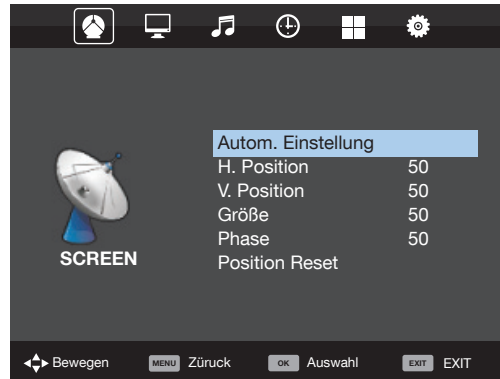 Autom. Einstellung
H. Position 50
V. Position 50
Größe 50
Phase 50
Position Reset
SCREEN
Bewegen MENU Züruck OK Auswahl EXIT EXIT